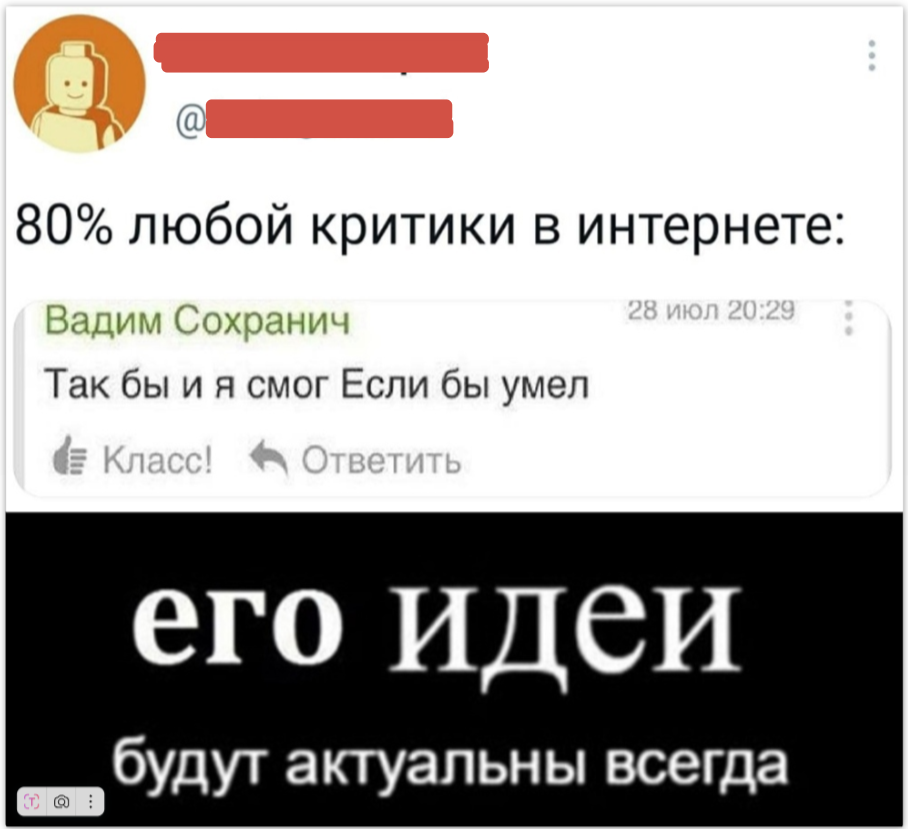 @
80% любой критики в интернете:
Вадим Сохранич 28 июл 20:29
Так бы и я смог Если бы умел
Класс! Ответить
его идеи
будут актуальны всегда